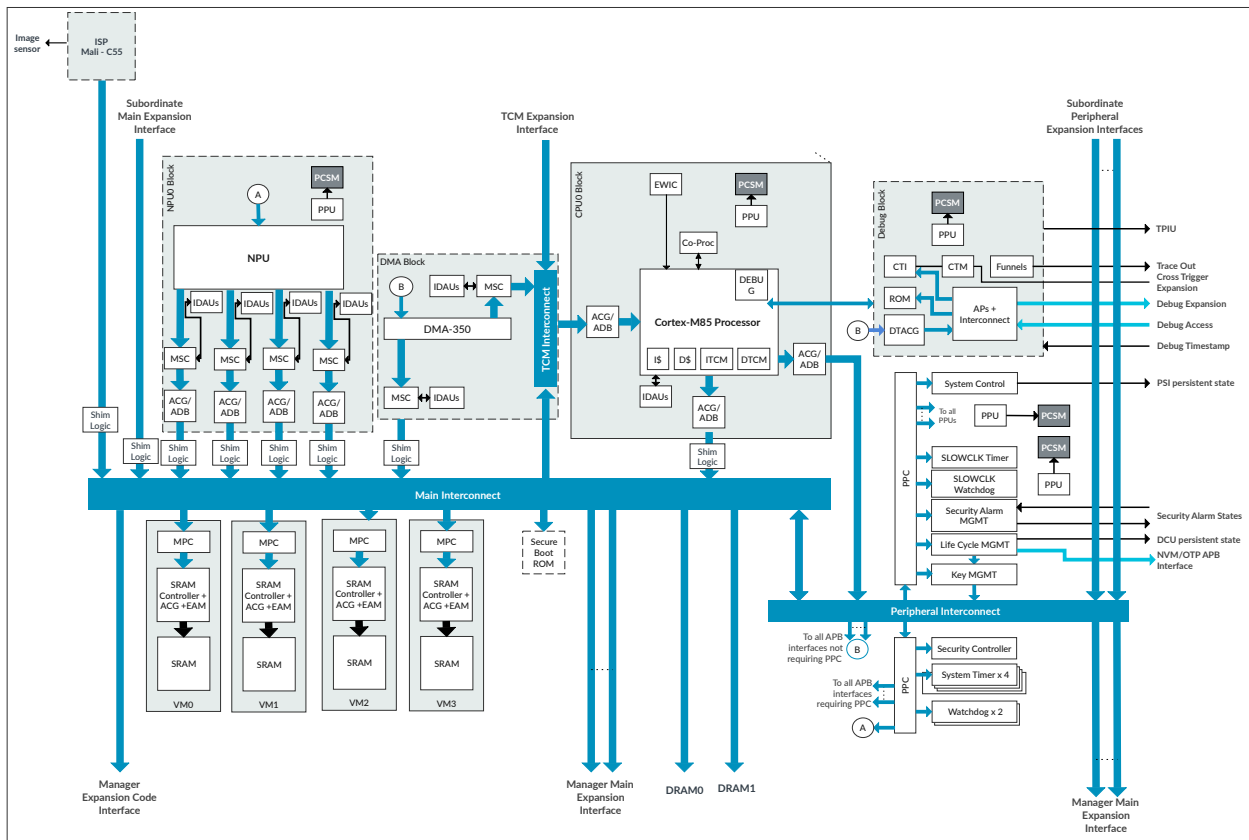 Image
sensor
ISP
Mali - C55
Subordinate
Main Expansion
Interface
TCM Expansion
Interface
Subordinate
Peripheral
Expansion Interfaces
NPU0 Block
A
PCSM
PPU
NPU
IDAUs
IDAUs
IDAUs
IDAUs
MSC
MSC
MSC
MSC
ACG/
ADB
ACG/
ADB
ACG/
ADB
ACG/
ADB
Shim
Logic
Shim
Logic
Shim
Logic
Shim
Logic
Shim
Logic
Shim
Logic
DMA Block
B
IDAUs
MSC
DMA-350
MSC
IDAUs
Shim
Logic
TCM Interconnect
CPU0 Block
EWIC
PCSM
PPU
Co-Proc
ACG/
ADB
DEBU
G
Cortex-M85 Processor
I$
D$
ITCM
DTCM
IDAUs
ACG/
ADB
ACG/
ADB
Shim
Logic
Debug Block
PCSM
PPU
CTI
CTM
Funnels
ROM
APs +
Interconnect
B
DTACG
TPIU
Trace Out
Cross Trigger
Expansion
Debug Expansion
Debug Access
Debug Timestamp
PPC
System Control
PSI persistent state
To all
PPUs
PPU
PCSM
PCSM
PPU
SLOWCLK Timer
SLOWCLK
Watchdog
Security Alarm
MGMT
Security Alarm States
Life Cycle MGMT
DCU persistent state
NVM/OTP APB
Interface
Key MGMT
Main Interconnect
Peripheral Interconnect
MPC
SRAM
Controller +
ACG +EAM
SRAM
VM0
MPC
SRAM
Controller +
ACG +EAM
SRAM
VM1
MPC
SRAM
Controller +
ACG +EAM
SRAM
VM2
MPC
SRAM
Controller +
ACG +EAM
SRAM
VM3
Secure
Boot
ROM
To all APB
interfaces not
requiring PPC
B
PPC
Security Controller
System Timer x 4
To all APB
interfaces
requiring PPC
Watchdog x 2
A
Manager
Expansion Code
Interface
Manager Main
Expansion
Interface
DRAM0
DRAM1
Manager Main
Expansion
Interface